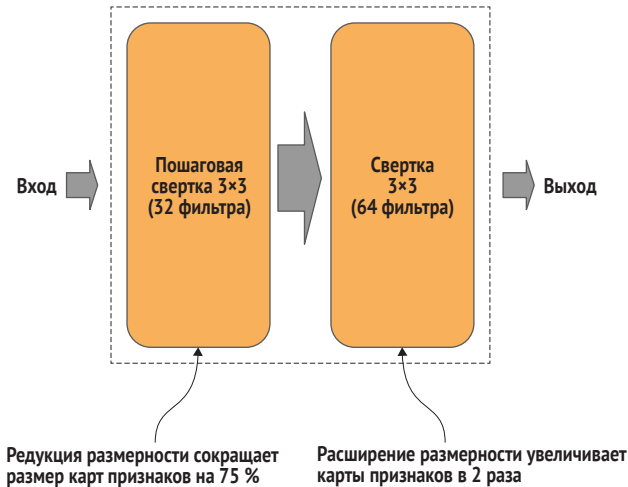 Вход
Пошаговая
свертка 3×3
(32 фильтра)
Свертка
3×3
(64 фильтра)
Выход
Редукция размерности сокращает
размер карт признаков на 75 %
Расширение размерности увеличивает
карты признаков в 2 раза